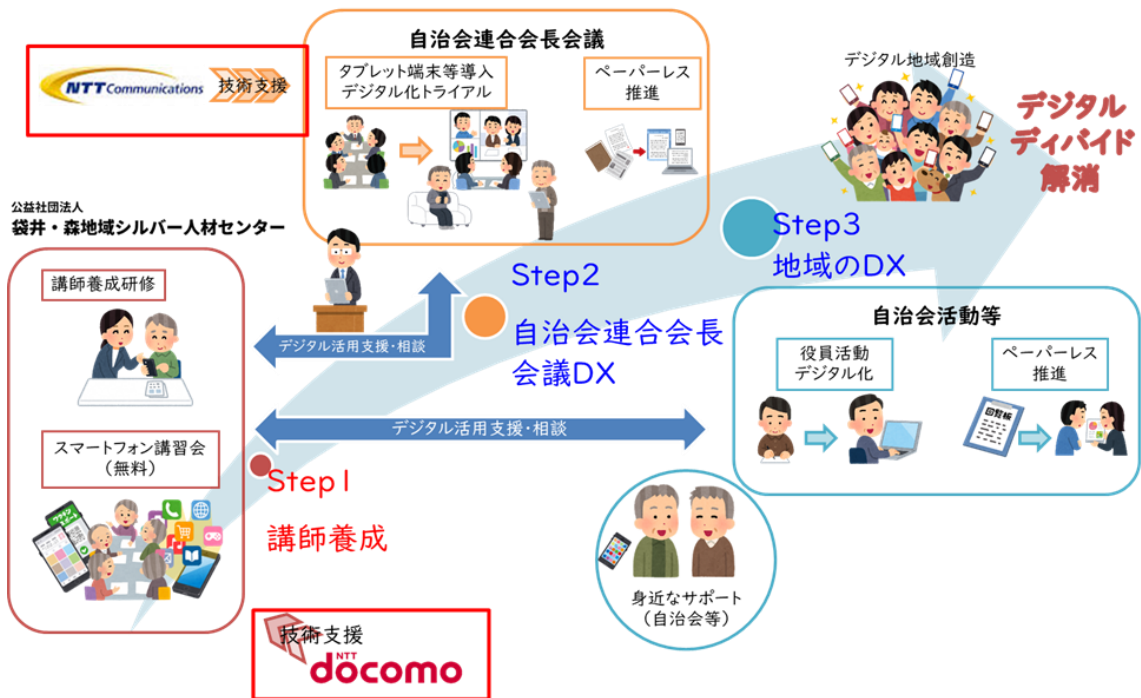 自治会連合会長会議
タブレット端末等導入
デジタル化トライアル
ペーパーレス
推進
NTT Communications
技術支援
デジタル地域創造
デジタル
ディバイド
解消
公益社団法人
袋井・森地域シルバー人材センター
講師養成研修
スマートフォン講習会
(無料)
デジタル活用支援・相談
デジタル活用支援・相談
Step1
講師養成
Step2
自治会連合会長
会議DX
Step3
地域のDX
自治会活動等
役員活動
デジタル化
ペーパーレス
推進
回覧板
身近なサポート
(自治会等)
技術支援
NTT
docomo